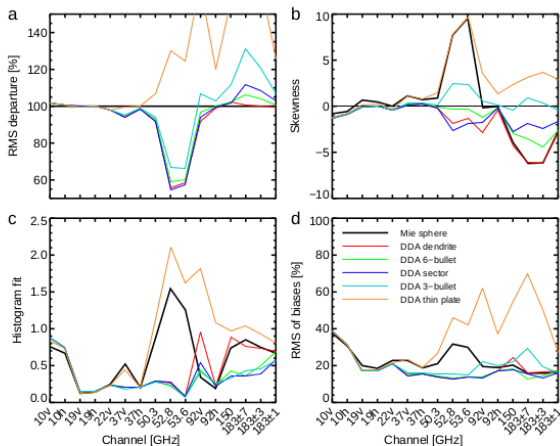 a
RMS departure [%]
140
120
100
80
60
b
Skewness
10
5
0
−5
−10
c
Histogram fit
2.5
2.0
1.5
1.0
0.5
0.0
10v
10h
19v
19h
22v
37v
37h
50.3
52.8
53.6
92v
92h
150
183±7
183±3
183±1
Channel [GHz]
d
RMS of biases [%]
100
80
60
40
20
0
Mie sphere
DDA dendrite
DDA 6−bullet
DDA sector
DDA 3−bullet
DDA thin plate
10v
10h
19v
19h
22v
37v
37h
50.3
52.8
53.6
92v
92h
150
183±7
183±3
183±1
Channel [GHz]